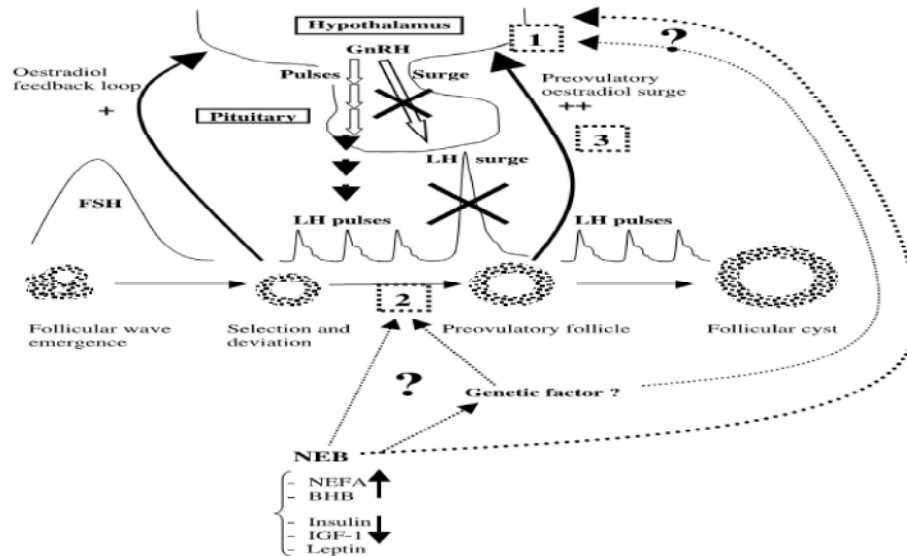 Hypothalamus
GnRH
1
?
Oestradiol
feedback loop
+
Pulses
Surge
Preovulatory
oestradiol surge
++
Pituitary
3
LH surge
FSH
LH pulses
LH pulses
2
Follicular wave
emergence
Selection and
deviation
Preovulatory follicle
Follicular cyst
?
Genetic factor ?
NEB
- NEFA
- BHB
- Insulin
- IGF-1
- Leptin